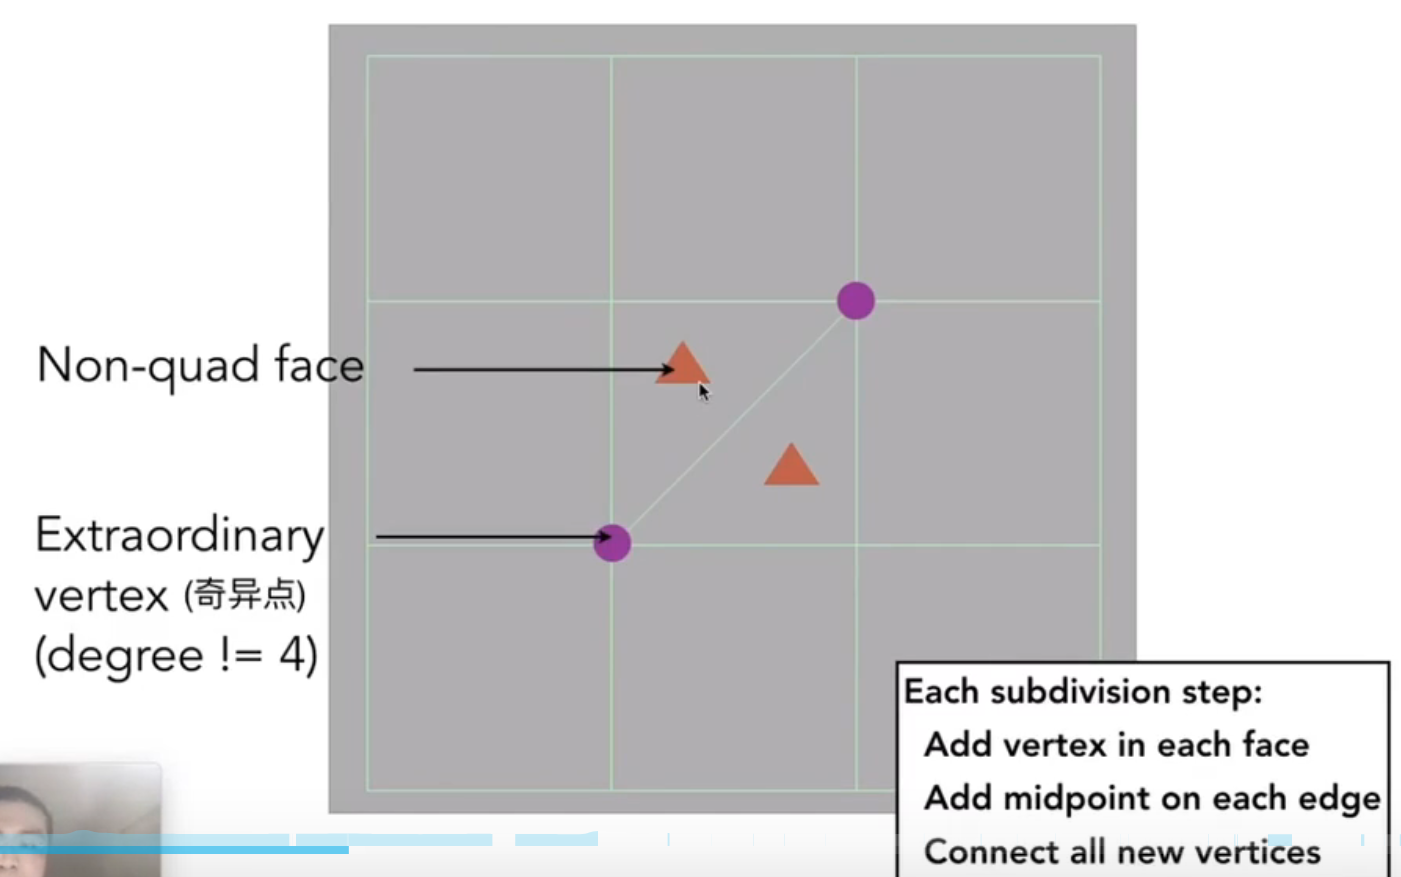 Non-quad face
Extraordinary
vertex (奇异点)
(degree != 4)
Each subdivision step:
Add vertex in each face
Add midpoint on each edge
Connect all new vertices